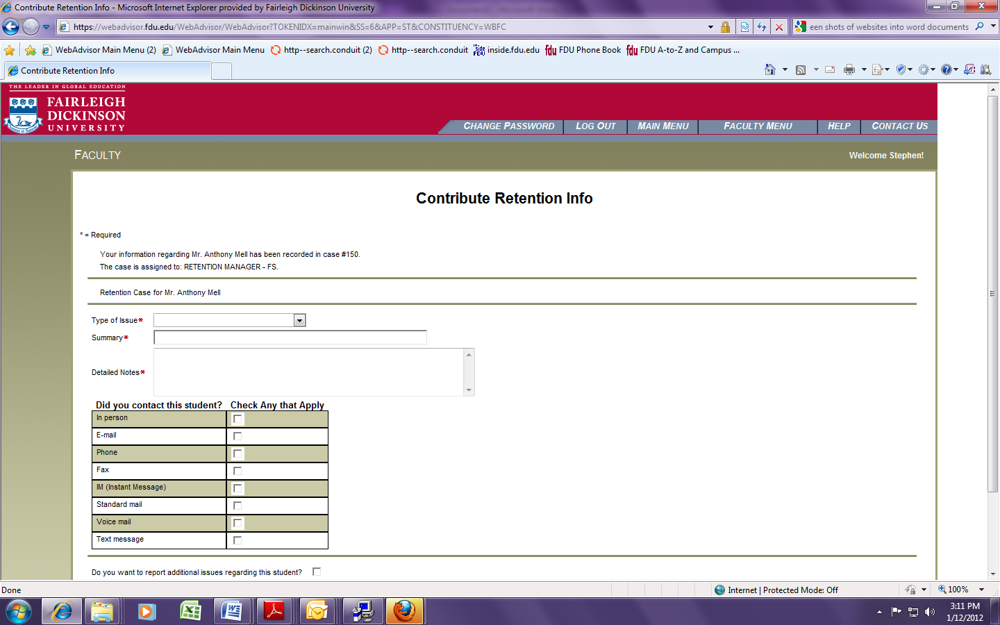 Contribute Retention Info - Microsoft Internet Explorer provided by Fairleigh Dickinson University
https://webadvisor.fdu.edu/WebAdvisor/WebAdvisor?TOKENIDX=mainwin&SS=6&APP=ST&CONSTITUENCY=WBFC
een shots of websites into word documents
WebAdvisor Main Menu (2)
WebAdvisor Main Menu
http--search.conduit (2)
http--search.conduit
inside.fdu.edu
FDU Phone Book
FDU A-to-Z and Campus ...
Contribute Retention Info
THE LEADER IN GLOBAL EDUCATION
FAIRLEIGH
DICKINSON
UNIVERSITY
CHANGE PASSWORD
LOG OUT
MAIN MENU
FACULTY MENU
HELP
CONTACT US
FACULTY
Welcome Stephen!
Contribute Retention Info
* = Required
Your information regarding Mr. Anthony Mell has been recorded in case #150.
The case is assigned to: RETENTION MANAGER - FS.
Retention Case for Mr. Anthony Mell
Type of Issue*
Summary*
Detailed Notes*
Did you contact this student? Check Any that Apply
In person
E-mail
Phone
Fax
IM (Instant Message)
Standard mail
Voice mail
Text message
Do you want to report additional issues regarding this student?
Done
Internet | Protected Mode: Off
100%
3:11 PM
1/12/2012